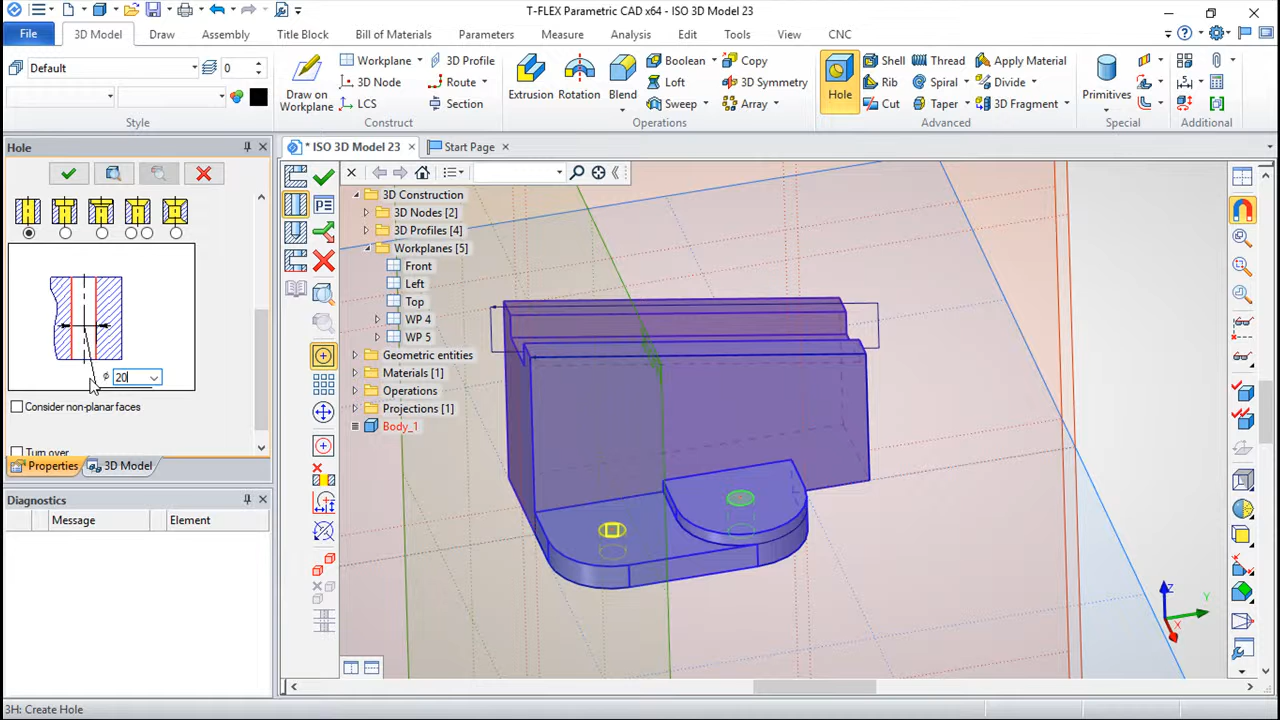 T-FLEX Parametric CAD x64 - ISO 3D Model 23
File
3D Model
Draw
Assembly
Title Block
Bill of Materials
Parameters
Measure
Analysis
Edit
Tools
View
CNC
Default
0
Style
Draw on
Workplane
Workplane
3D Node
LCS
3D Profile
Route
Section
Construct
Extrusion
Rotation
Blend
Boolean
Loft
Sweep
Copy
3D Symmetry
Array
Operations
Hole
Shell
Rib
Cut
Thread
Spiral
Taper
Apply Material
Divide
3D Fragment
Advanced
Primitives
Special
Additional
Hole
* ISO 3D Model 23
Start Page
3D Construction
3D Nodes [2]
3D Profiles [4]
Workplanes [5]
Front
Left
Top
WP 4
WP 5
Geometric entities
Materials [1]
Operations
Projections [1]
Body_1
ϕ 20
Consider non-planar faces
Turn over
Properties
3D Model
Diagnostics
Message
Element
Z
Y
X
3H: Create Hole